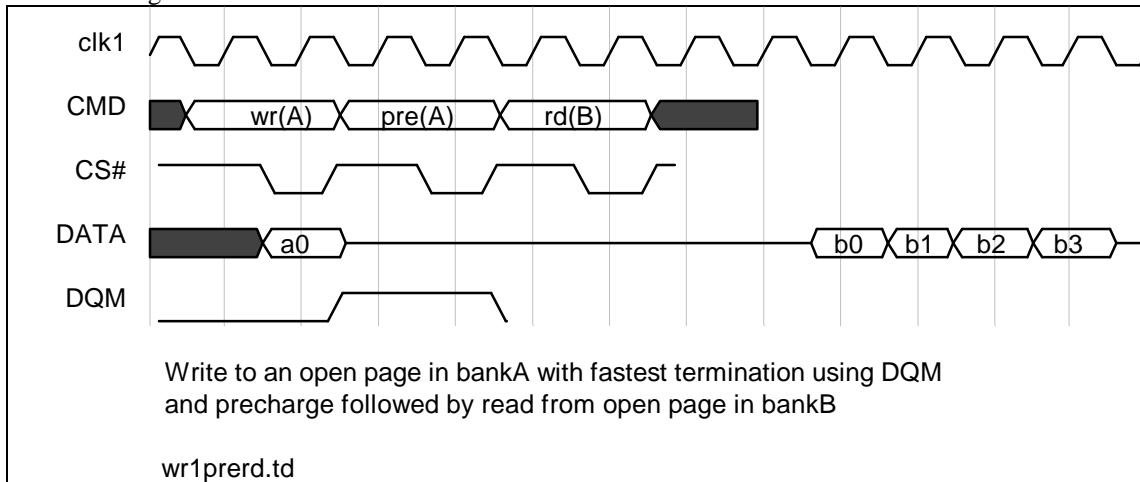 clk1
CMD wr(A) pre(A) rd(B)
CS#
DATA a0 b0 b1 b2 b3
DQM
Write to an open page in bankA with fastest termination using DQM
and precharge followed by read from open page in bankB
wr1prerd.td